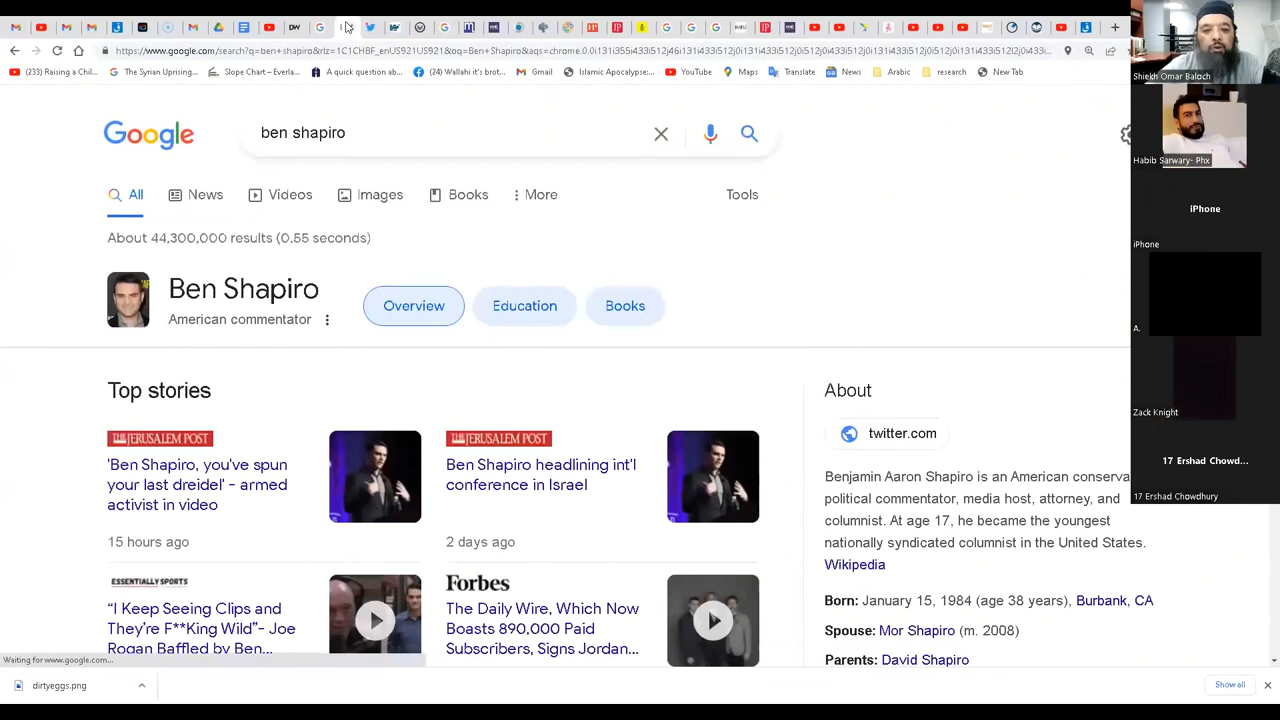 DW
https://www.google.com/search?q=ben+shapiro
(233) Raising a Chil...
The Syrian Uprising...
Slope Chart – Everla...
A quick question ab...
(24) Wallahi it's brot...
Gmail
Islamic Apocalypse:...
YouTube
Maps
Translate
News
Arabic
research
New Tab
Google
ben shapiro
All
News
Videos
Images
Books
More
Tools
About 44,300,000 results (0.55 seconds)
Ben Shapiro
American commentator
Overview
Education
Books
Top stories
THE JERUSALEM POST
'Ben Shapiro, you've spun
your last dreidel' - armed
activist in video
15 hours ago
THE JERUSALEM POST
Ben Shapiro headlining int'l
conference in Israel
2 days ago
ESSENTIALLY SPORTS
“I Keep Seeing Clips and
They’re F**King Wild”- Joe
Rogan Baffled by Ben...
Forbes
The Daily Wire, Which Now
Boasts 890,000 Paid
Subscribers, Signs Jordan...
About
twitter.com
Benjamin Aaron Shapiro is an American conserva
political commentator, media host, attorney, and
columnist. At age 17, he became the youngest
nationally syndicated columnist in the United States.
Wikipedia
Born: January 15, 1984 (age 38 years), Burbank, CA
Spouse: Mor Shapiro (m. 2008)
Parents: David Shapiro
Waiting for www.google.com...
dirtyeggs.png
Show all
Shiekh Omar Baloch
Habib Sarwary- Phx
iPhone
iPhone
A.
Zack Knight
17 Ershad Chowd...
17 Ershad Chowdhury